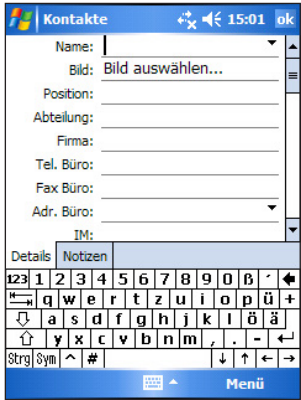 Kontakte 15:01 ok
Name:
Bild: Bild auswählen...
Position:
Abteilung:
Firma:
Tel. Büro:
Fax Büro:
Adr. Büro:
IM:
Details Notizen
123 1 2 3 4 5 6 7 8 9 0 ß ´
q w e r t z u i o p ü +
a s d f g h j k l ö ä
y x c v b n m , . -
Strg Sym ^ # ↓ ↑ ← →
Menü